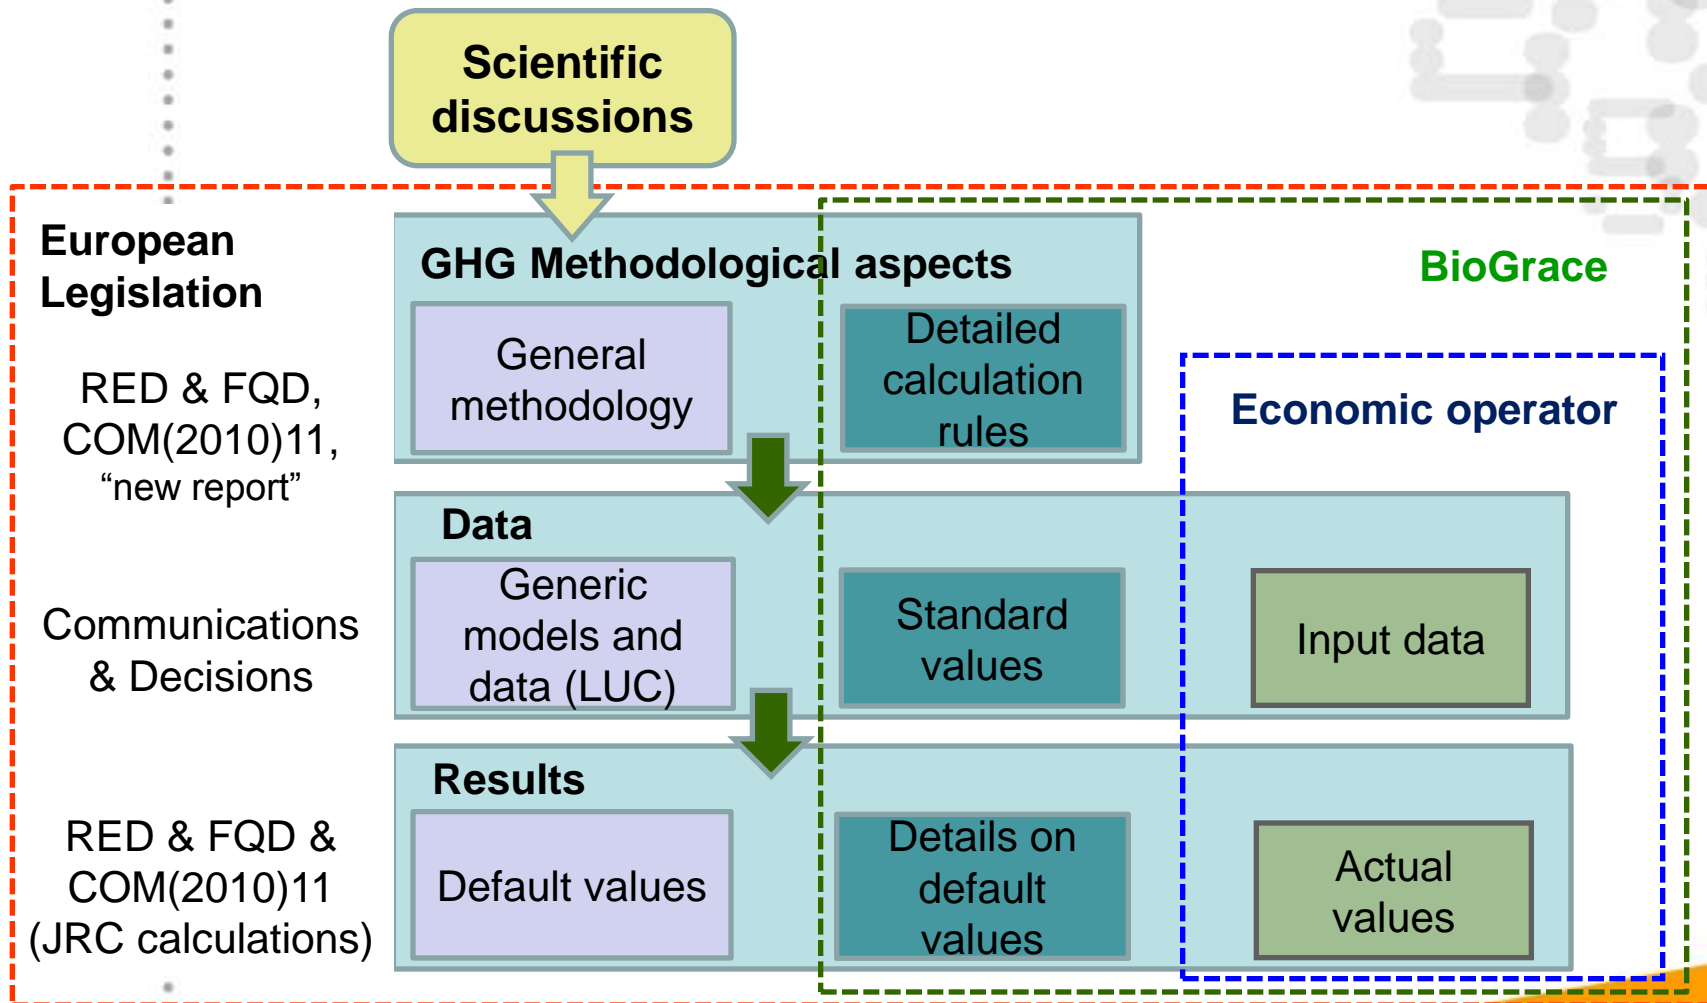 Scientific
discussions
European
Legislation
GHG Methodological aspects
BioGrace
General
methodology
Detailed
calculation
rules
RED & FQD,
COM(2010)11,
“new report”
Economic operator
Data
Generic
models and
data (LUC)
Standard
values
Input data
Communications
& Decisions
Results
Default values
Details on
default
values
Actual
values
RED & FQD &
COM(2010)11
(JRC calculations)